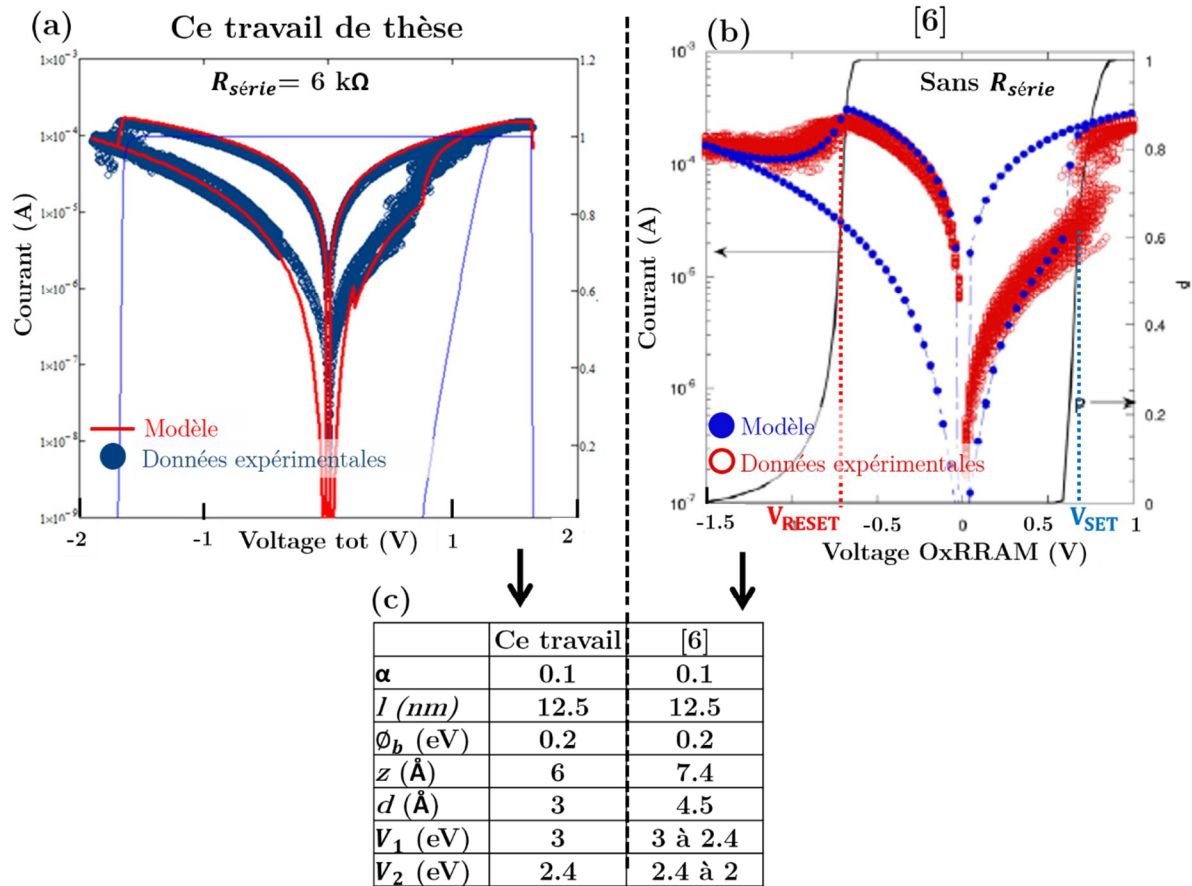 (a)
Ce travail de thèse
R_série = 6 kΩ
1×10⁻³
1×10⁻⁴
1×10⁻⁵
1×10⁻⁶
1×10⁻⁷
1×10⁻⁸
1×10⁻⁹
Courant (A)
1.2
1
0.8
0.6
0.4
0.2
Modèle
Données expérimentales
-2
-1
1
2
Voltage tot (V)
[6]
(b)
Sans R_série
10⁻³
10⁻⁴
10⁻⁵
10⁻⁶
10⁻⁷
Courant (A)
1
0.8
0.6
0.4
0.2
0
P
P
Modèle
Données expérimentales
-1.5
-0.5
0
0.5
1
V_RESET
V_SET
Voltage OxRRAM (V)
(c)
Ce travail [6]
α 0.1 0.1
l (nm) 12.5 12.5
Ø_b (eV) 0.2 0.2
z (Å) 6 7.4
d (Å) 3 4.5
V₁ (eV) 3 3 à 2.4
V₂ (eV) 2.4 2.4 à 2